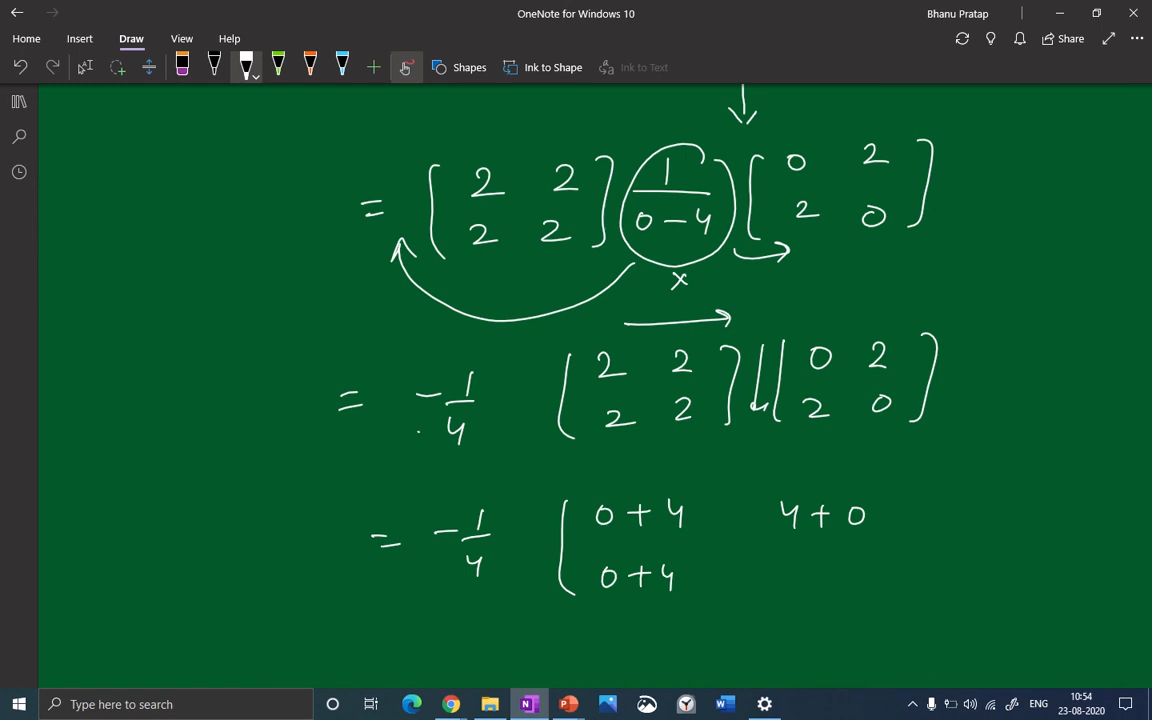 OneNote for Windows 10
Bhanu Pratap
Home Insert Draw View Help
Share
Shapes Ink to Shape Ink to Text
= [ 2 2 ] 1 [ 0 2 ]
2 2 0 - 4 2 0
x
= - 1 [ 2 2 ] [ 0 2 ]
4 2 2 2 0
= - 1 [ 0 + 4 4 + 0
4 0 + 4
Type here to search
ENG
10:54
23-08-2020